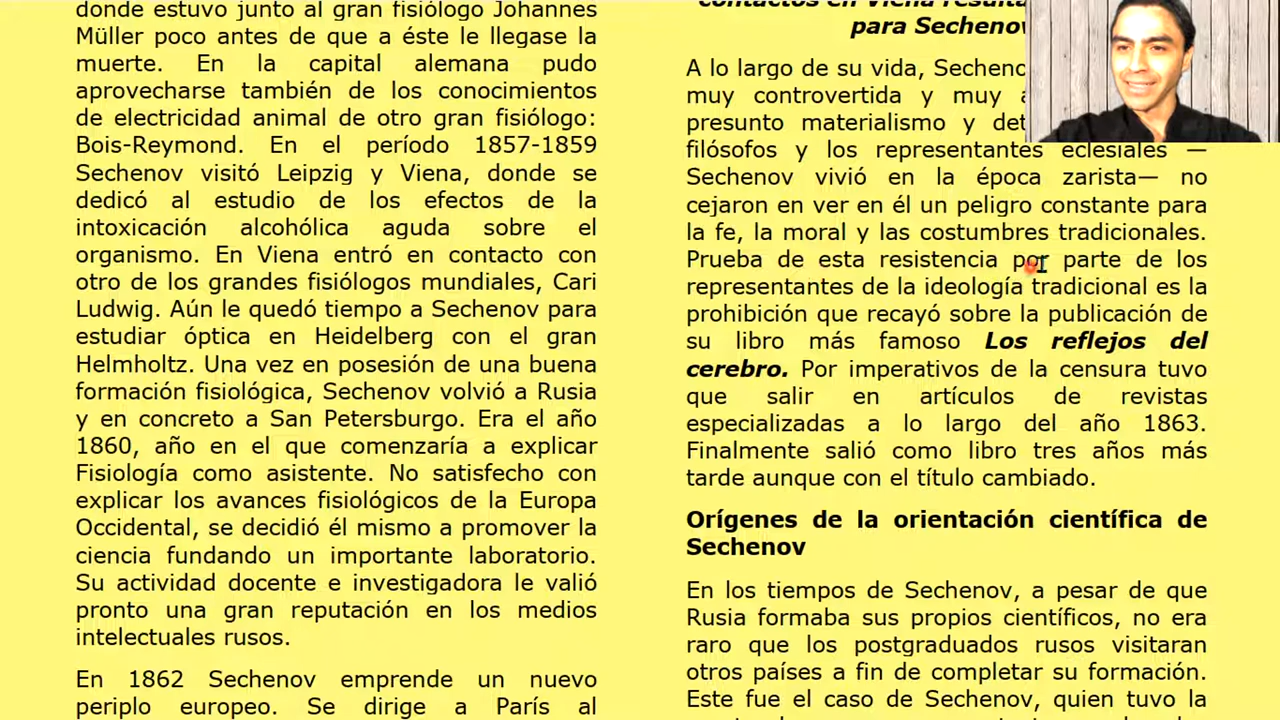 donde estuvo junto al gran fisiólogo Johannes
Müller poco antes de que a éste le llegase la
muerte. En la capital alemana pudo
aprovecharse también de los conocimientos
de electricidad animal de otro gran fisiólogo:
Bois-Reymond. En el período 1857-1859
Sechenov visitó Leipzig y Viena, donde se
dedicó al estudio de los efectos de la
intoxicación alcohólica aguda sobre el
organismo. En Viena entró en contacto con
otro de los grandes fisiólogos mundiales, Cari
Ludwig. Aún le quedó tiempo a Sechenov para
estudiar óptica en Heidelberg con el gran
Helmholtz. Una vez en posesión de una buena
formación fisiológica, Sechenov volvió a Rusia
y en concreto a San Petersburgo. Era el año
1860, año en el que comenzaría a explicar
Fisiología como asistente. No satisfecho con
explicar los avances fisiológicos de la Europa
Occidental, se decidió él mismo a promover la
ciencia fundando un importante laboratorio.
Su actividad docente e investigadora le valió
pronto una gran reputación en los medios
intelectuales rusos.
En 1862 Sechenov emprende un nuevo
periplo europeo. Se dirige a París al
contactos en Viena
para Sechenov
A lo largo de su vida,
muy controvertida y muy
presunto materialismo y
filósofos y los representantes eclesiales —
Sechenov vivió en la época zarista— no
cejaron en ver en él un peligro constante para
la fe, la moral y las costumbres tradicionales.
Prueba de esta resistencia por parte de los
representantes de la ideología tradicional es la
prohibición que recayó sobre la publicación de
su libro más famoso Los reflejos del
cerebro. Por imperativos de la censura tuvo
que salir en artículos de revistas
especializadas a lo largo del año 1863.
Finalmente salió como libro tres años más
tarde aunque con el título cambiado.
Orígenes de la orientación científica de
Sechenov
En los tiempos de Sechenov, a pesar de que
Rusia formaba sus propios científicos, no era
raro que los postgraduados rusos visitaran
otros países a fin de completar su formación.
Este fue el caso de Sechenov, quien tuvo la